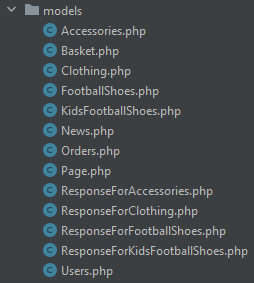 models
Accessories.php
Basket.php
Clothing.php
FootballShoes.php
KidsFootballShoes.php
News.php
Orders.php
Page.php
ResponseForAccessories.php
ResponseForClothing.php
ResponseForFootballShoes.php
ResponseForKidsFootballShoes.php
Users.php